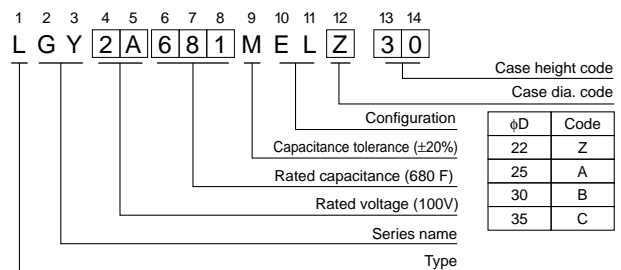 1 2 3 4 5 6 7 8 9 10 11 12 13 14
L G Y 2 A 6 8 1 M E L Z 3 0
Case height code
Case dia. code
Configuration
Capacitance tolerance (±20%)
Rated capacitance (680 F)
Rated voltage (100V)
Series name
Type
ϕD Code
22 Z
25 A
30 B
35 C